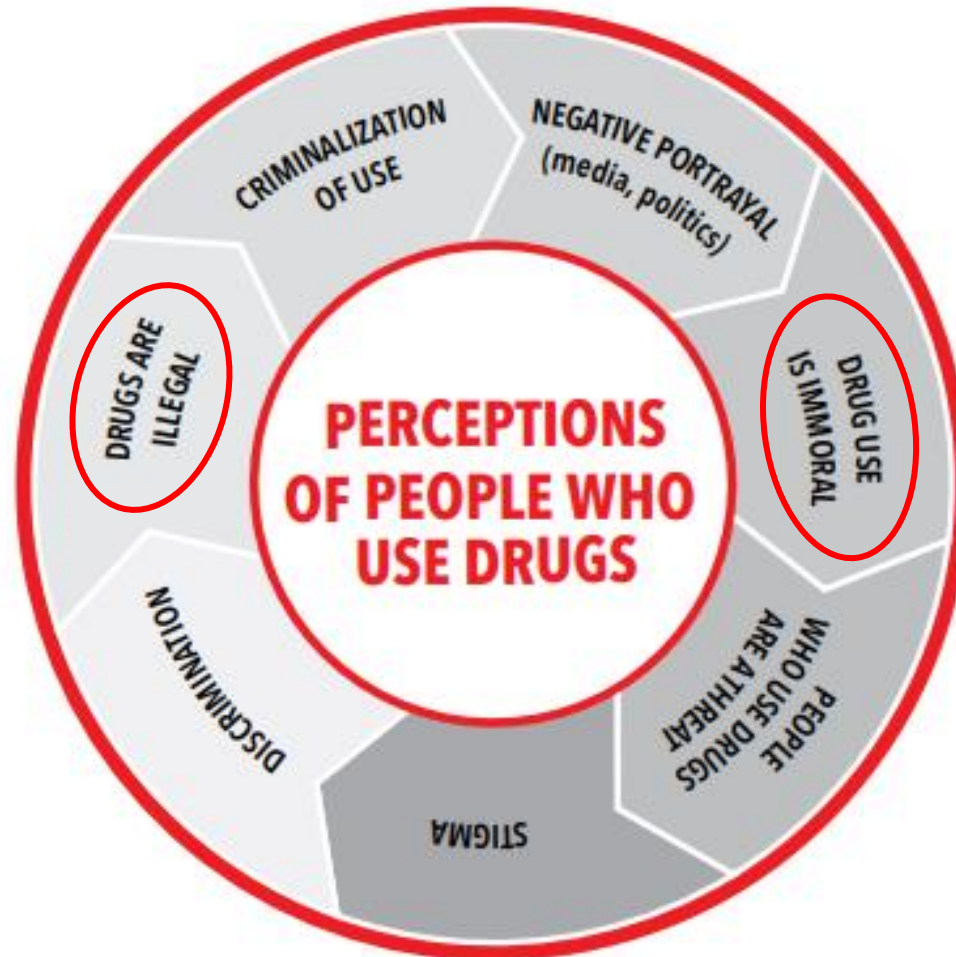 CRIMINALIZATION
OF USE
NEGATIVE PORTRAYAL
(media, politics)
DRUG USE
IS IMMORAL
PEOPLE
WHO USE DRUGS
ARE A THREAT
STIGMA
DISCRIMINATION
DRUGS ARE
ILLEGAL
PERCEPTIONS
OF PEOPLE WHO
USE DRUGS